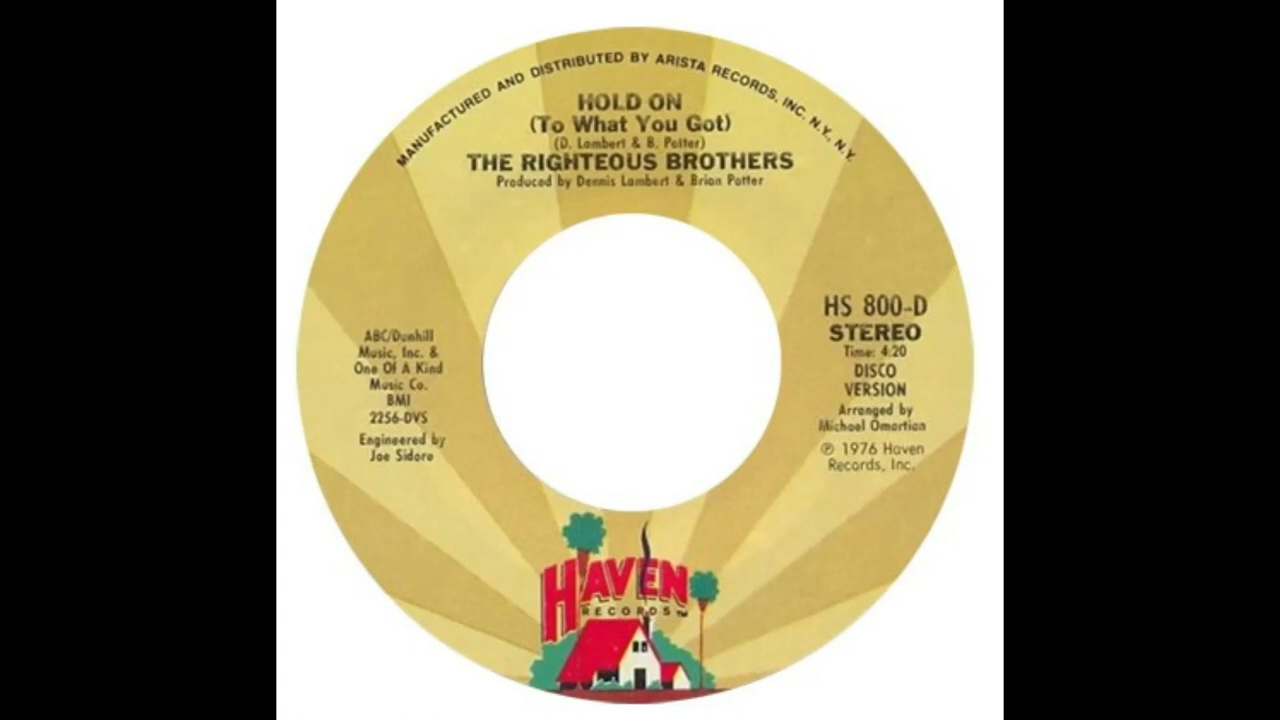 MANUFACTURED AND DISTRIBUTED BY ARISTA RECORDS, INC. N.Y., N.Y.
HOLD ON
(To What You Got)
(D. Lambert & B. Potter)
THE RIGHTEOUS BROTHERS
Produced by Dennis Lambert & Brian Potter
ABC/Dunhill
Music, Inc. &
One Of A Kind
Music Co.
BMI
2256-DVS
Engineered by
Joe Sidore
HS 800-D
STEREO
Time: 4:20
DISCO
VERSION
Arranged by
Michael Omartian
℗ 1976 Haven
Records, Inc.
HAVEN
RECORDS™